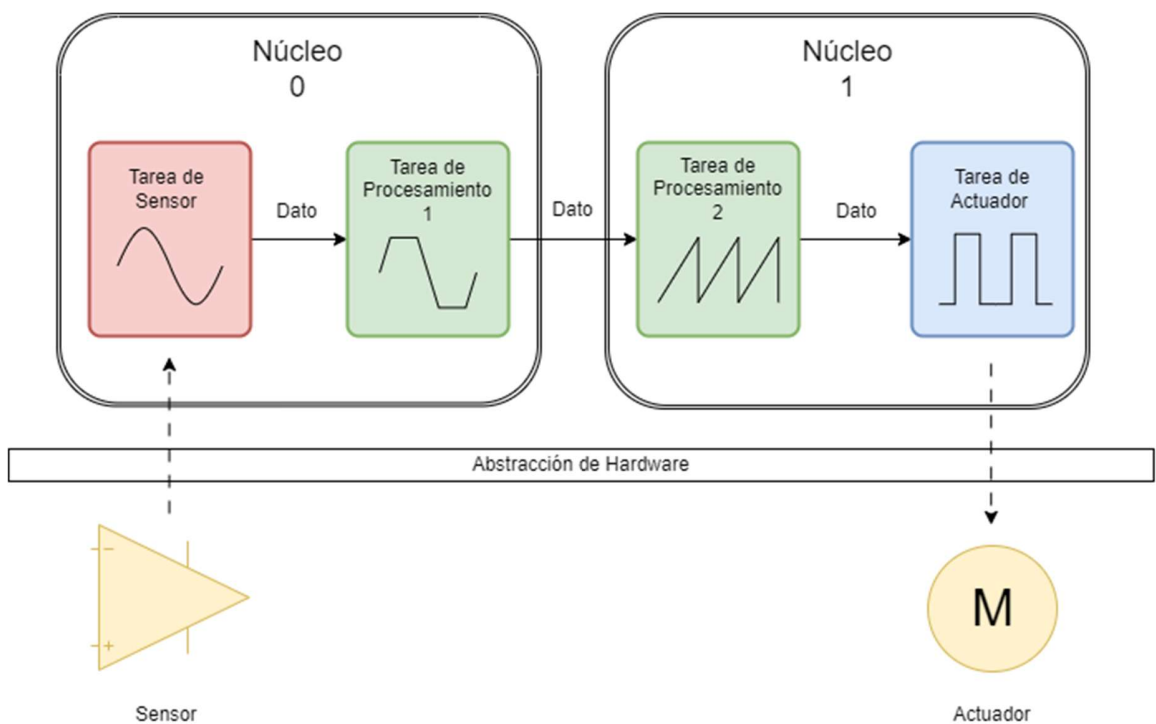 Núcleo
0
Núcleo
1
Tarea de
Sensor
Dato
Tarea de
Procesamiento
1
Dato
Tarea de
Procesamiento
2
Dato
Tarea de
Actuador
Abstracción de Hardware
M
Sensor
Actuador